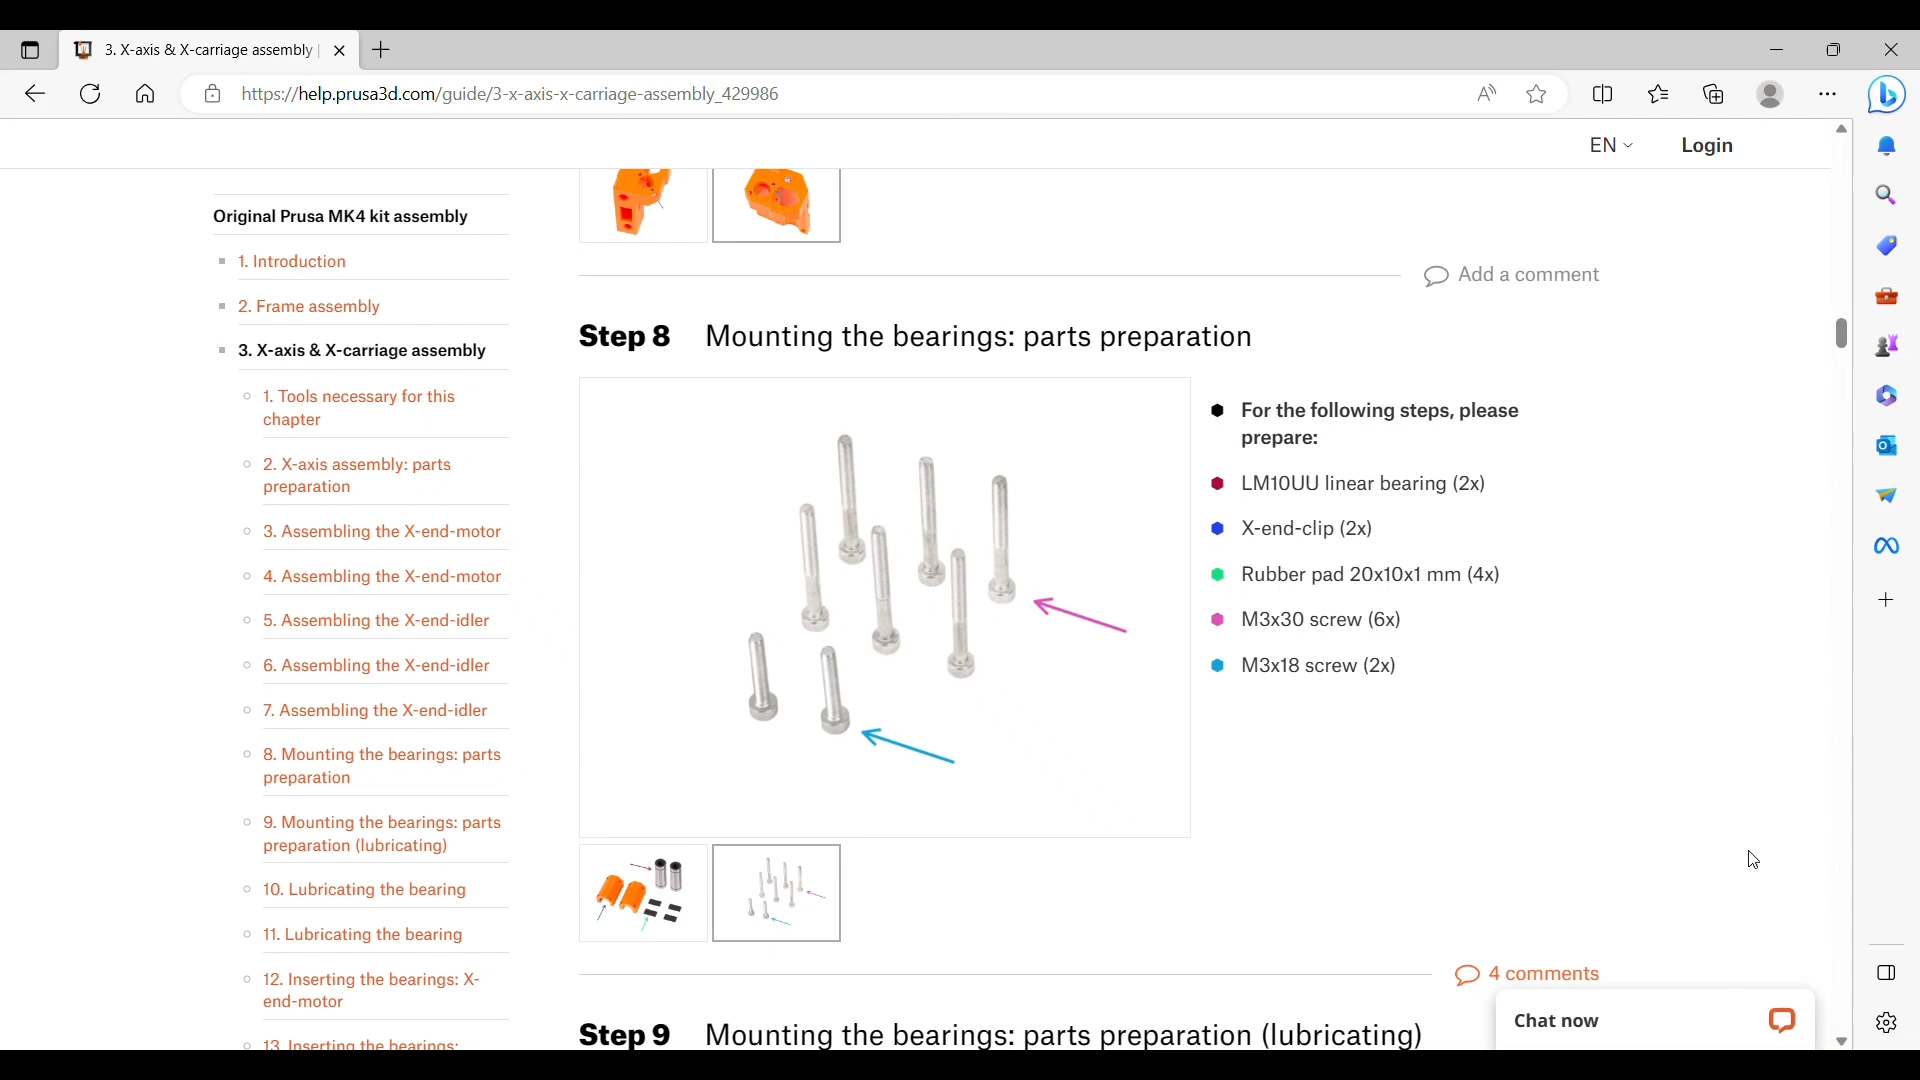 3. X-axis & X-carriage assembly |
https://help.prusa3d.com/guide/3-x-axis-x-carriage-assembly_429986
EN
Login
Original Prusa MK4 kit assembly
1. Introduction
2. Frame assembly
3. X-axis & X-carriage assembly
1. Tools necessary for this
chapter
2. X-axis assembly: parts
preparation
3. Assembling the X-end-motor
4. Assembling the X-end-motor
5. Assembling the X-end-idler
6. Assembling the X-end-idler
7. Assembling the X-end-idler
8. Mounting the bearings: parts
preparation
9. Mounting the bearings: parts
preparation (lubricating)
10. Lubricating the bearing
11. Lubricating the bearing
12. Inserting the bearings: X-
end-motor
13. Inserting the bearings:
Add a comment
Step 8 Mounting the bearings: parts preparation
For the following steps, please
prepare:
LM10UU linear bearing (2x)
X-end-clip (2x)
Rubber pad 20x10x1 mm (4x)
M3x30 screw (6x)
M3x18 screw (2x)
4 comments
Step 9 Mounting the bearings: parts preparation (lubricating)
Chat now